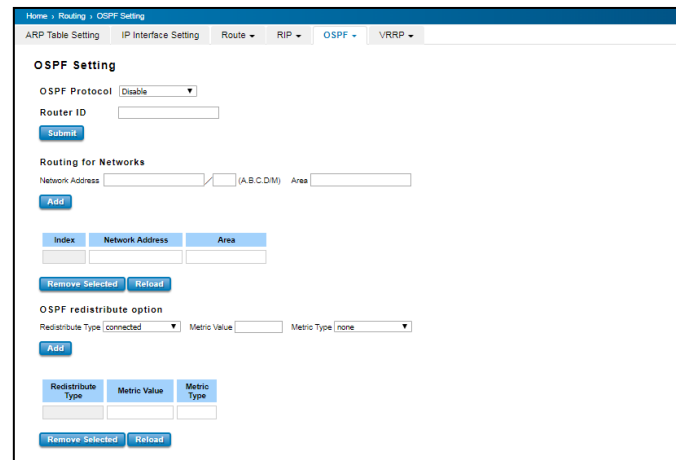 Home › Routing › OSPF Setting
ARP Table Setting IP Interface Setting Route RIP OSPF VRRP
OSPF Setting
OSPF Protocol Disable
Router ID
Submit
Routing for Networks
Network Address / (A.B.C.D/M) Area
Add
Index Network Address Area
Remove Selected Reload
OSPF redistribute option
Redistribute Type connected Metric Value Metric Type none
Add
Redistribute Type Metric Value Metric Type
Remove Selected Reload